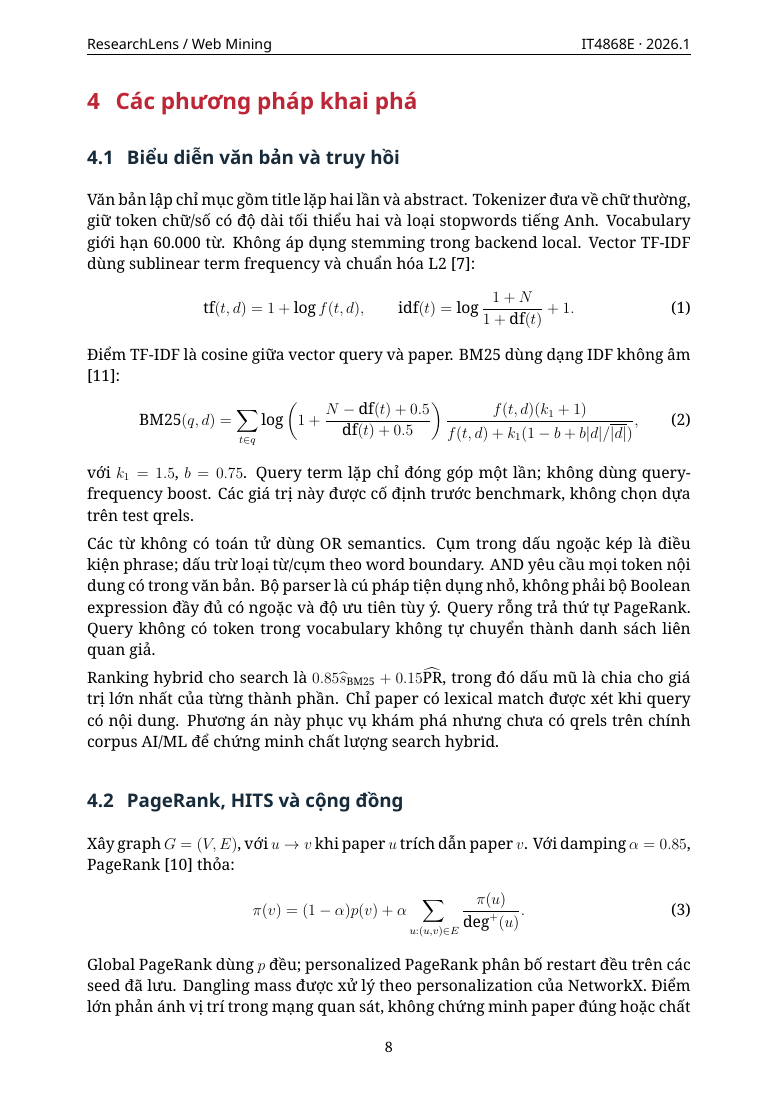 ResearchLens / Web Mining IT4868E · 2026.1
4 Các phương pháp khai phá
4.1 Biểu diễn văn bản và truy hồi
Văn bản lập chỉ mục gồm title lặp hai lần và abstract. Tokenizer đưa về chữ thường,
giữ token chữ/số có độ dài tối thiểu hai và loại stopwords tiếng Anh. Vocabulary
giới hạn 60.000 từ. Không áp dụng stemming trong backend local. Vector TF-IDF
dùng sublinear term frequency và chuẩn hóa L2 [7]:
tf(t, d) = 1 + log f(t, d), idf(t) = log \frac{1 + N}{1 + df(t)} + 1. (1)
Điểm TF-IDF là cosine giữa vector query và paper. BM25 dùng dạng IDF không âm
[11]:
BM25(q, d) = \sum_{t∈q} log \left(1 + \frac{N − df(t) + 0.5}{df(t) + 0.5}\right) \frac{f(t, d)(k_1 + 1)}{f(t, d) + k_1(1 − b + b|d|/\overline{|d|})}, (2)
với k_1 = 1.5, b = 0.75. Query term lặp chỉ đóng góp một lần; không dùng query-
frequency boost. Các giá trị này được cố định trước benchmark, không chọn dựa
trên test qrels.
Các từ không có toán tử dùng OR semantics. Cụm trong dấu ngoặc kép là điều
kiện phrase; dấu trừ loại từ/cụm theo word boundary. AND yêu cầu mọi token nội
dung có trong văn bản. Bộ parser là cú pháp tiện dụng nhỏ, không phải bộ Boolean
expression đầy đủ có ngoặc và độ ưu tiên tùy ý. Query rỗng trả thứ tự PageRank.
Query không có token trong vocabulary không tự chuyển thành danh sách liên
quan giả.
Ranking hybrid cho search là 0.85\widehat{s}_{BM25} + 0.15\widehat{PR}, trong đó dấu mũ là chia cho giá
trị lớn nhất của từng thành phần. Chỉ paper có lexical match được xét khi query
có nội dung. Phương án này phục vụ khám phá nhưng chưa có qrels trên chính
corpus AI/ML để chứng minh chất lượng search hybrid.
4.2 PageRank, HITS và cộng đồng
Xây graph G = (V, E), với u → v khi paper u trích dẫn paper v. Với damping α = 0.85,
PageRank [10] thỏa:
π(v) = (1 − α)p(v) + α \sum_{u:(u,v)∈E} \frac{π(u)}{deg^+(u)}. (3)
Global PageRank dùng p đều; personalized PageRank phân bố restart đều trên các
seed đã lưu. Dangling mass được xử lý theo personalization của NetworkX. Điểm
lớn phản ánh vị trí trong mạng quan sát, không chứng minh paper đúng hoặc chất
8